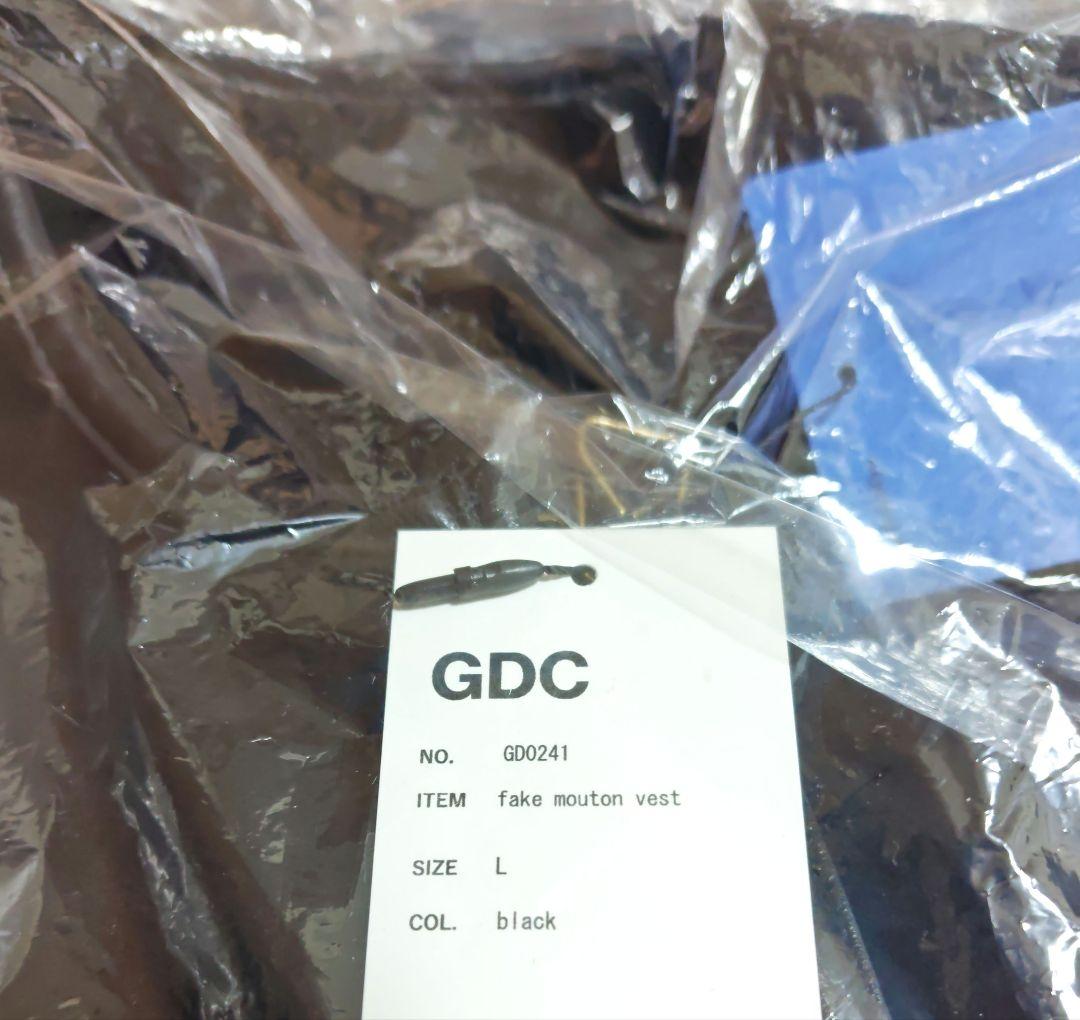 GDC
NO. GD0241
ITEM fake mouton vest
SIZE L
COL. black